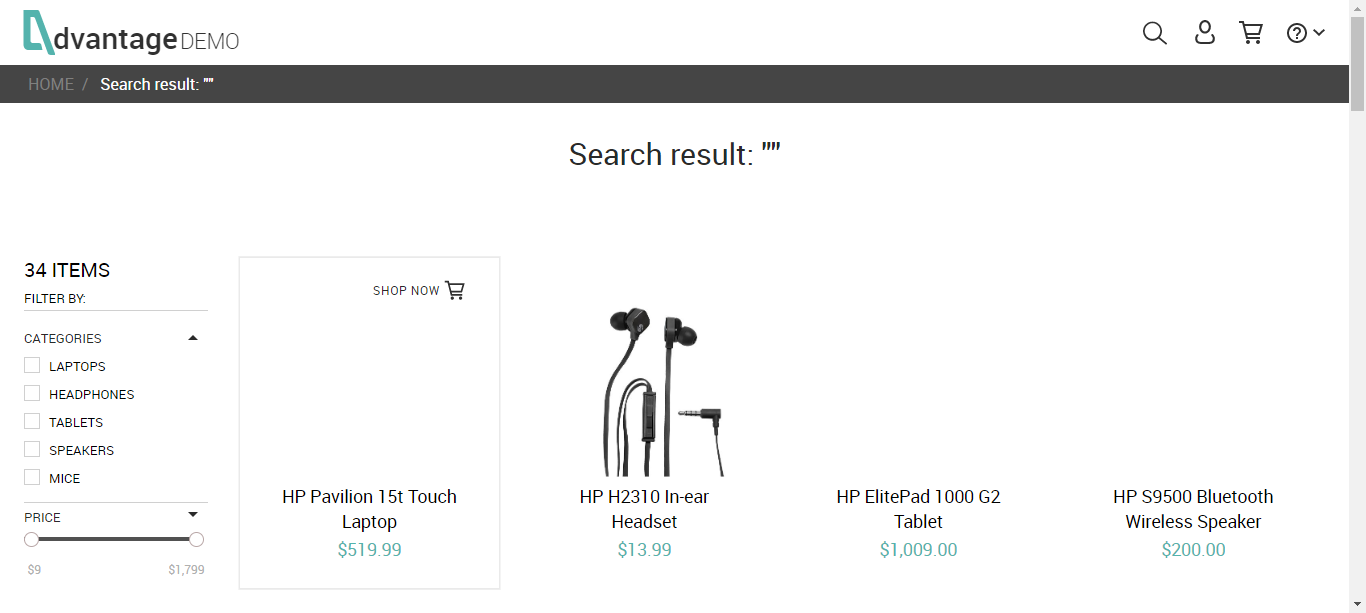 dvantage DEMO
HOME / Search result: ""
Search result: ""
34 ITEMS
FILTER BY:
CATEGORIES
LAPTOPS
HEADPHONES
TABLETS
SPEAKERS
MICE
PRICE
$9 $1,799
SHOP NOW
HP Pavilion 15t Touch
Laptop
$519.99
HP H2310 In-ear
Headset
$13.99
HP ElitePad 1000 G2
Tablet
$1,009.00
HP S9500 Bluetooth
Wireless Speaker
$200.00